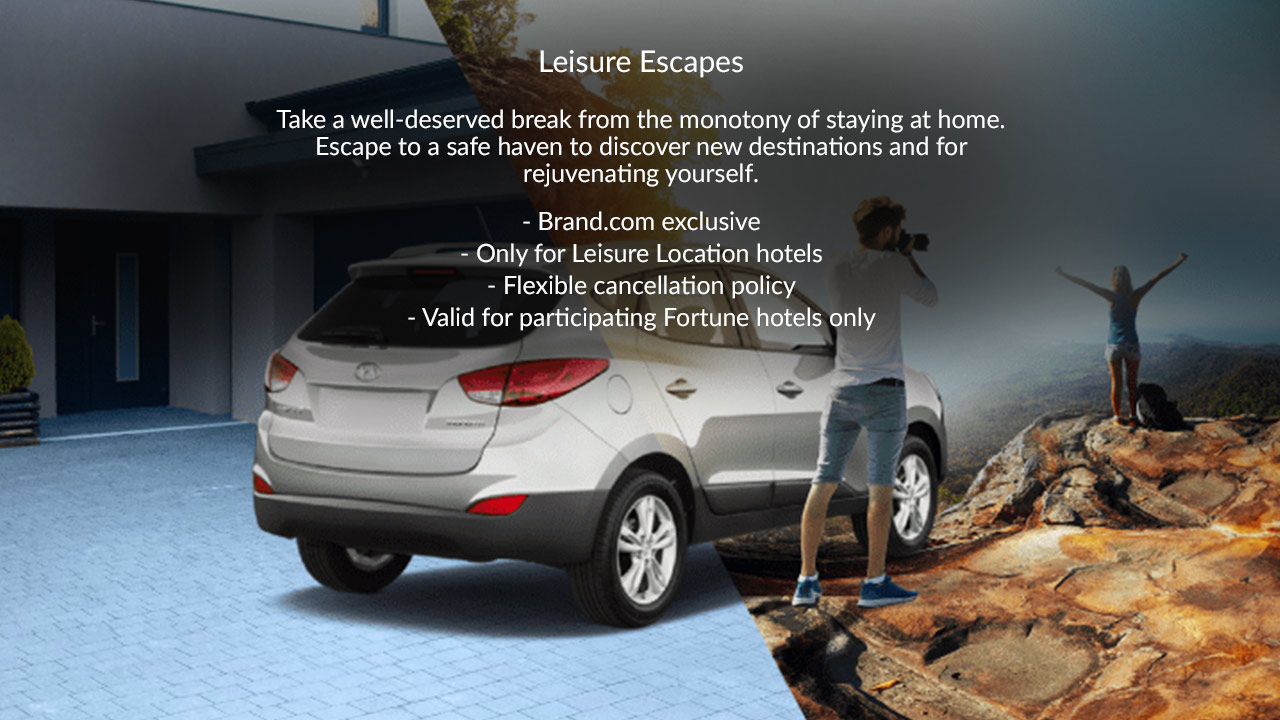 Leisure Escapes
Take a well-deserved break from the monotony of staying at home.
Escape to a safe haven to discover new destinations and for
rejuvenating yourself.
- Brand.com exclusive
- Only for Leisure Location hotels
- Flexible cancellation policy
- Valid for participating Fortune hotels only